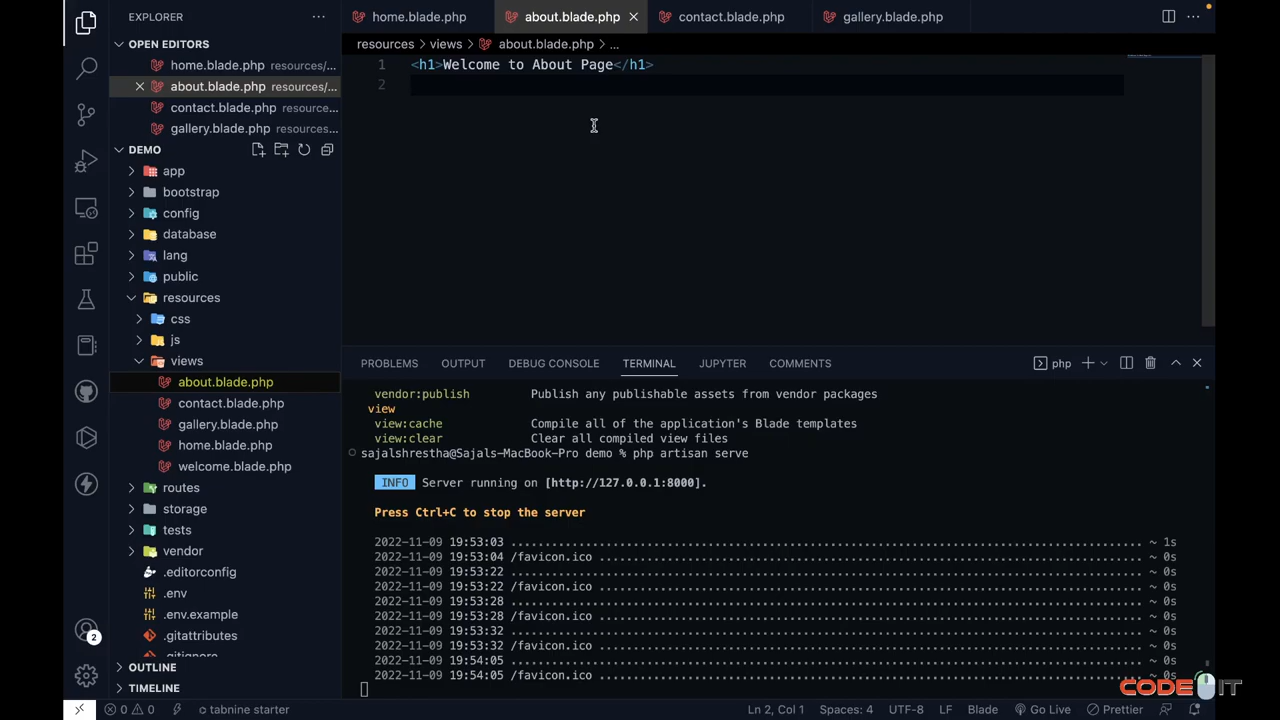 EXPLORER
home.blade.php
about.blade.php
contact.blade.php
gallery.blade.php
OPEN EDITORS
home.blade.php resources/...
about.blade.php resources/...
contact.blade.php resource...
gallery.blade.php resources...
DEMO
app
bootstrap
config
database
lang
public
resources
css
js
views
about.blade.php
contact.blade.php
gallery.blade.php
home.blade.php
welcome.blade.php
routes
storage
tests
vendor
.editorconfig
.env
.env.example
.gitattributes
.gitignore
OUTLINE
TIMELINE
2
resources > views > about.blade.php > ...
1 <h1>Welcome to About Page</h1>
2
PROBLEMS OUTPUT DEBUG CONSOLE TERMINAL JUPYTER COMMENTS php
vendor:publish Publish any publishable assets from vendor packages
view
view:cache Compile all of the application's Blade templates
view:clear Clear all compiled view files
sajalshrestha@Sajals-MacBook-Pro demo % php artisan serve
INFO Server running on [http://127.0.0.1:8000].
Press Ctrl+C to stop the server
2022-11-09 19:53:03 ........ ~ 1s
2022-11-09 19:53:04 /favicon.ico ........ ~ 0s
2022-11-09 19:53:22 ........ ~ 0s
2022-11-09 19:53:22 /favicon.ico ........ ~ 0s
2022-11-09 19:53:28 ........ ~ 0s
2022-11-09 19:53:28 /favicon.ico ........ ~ 0s
2022-11-09 19:53:32 ........ ~ 0s
2022-11-09 19:53:32 /favicon.ico ........ ~ 0s
2022-11-09 19:54:05 ........ ~ 0s
2022-11-09 19:54:05 /favicon.ico ........ ~ 0s
CODE IT
0 0 tabnine starter Ln 2, Col 1 Spaces: 4 UTF-8 LF Blade Go Live Prettier